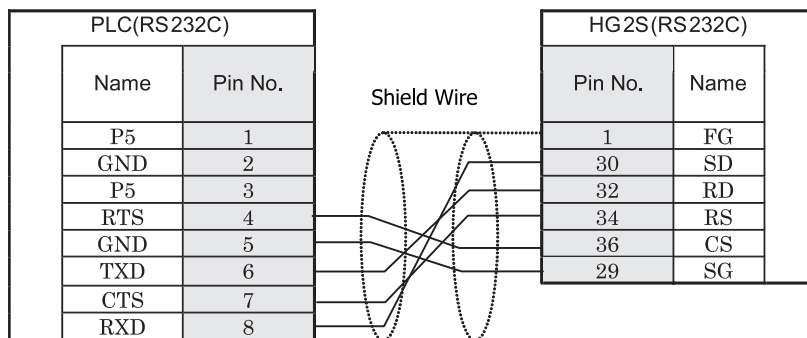 PLC(RS232C)
HG2S(RS232C)
Name Pin No.
Shield Wire
Pin No. Name
P5 1
1 FG
GND 2
30 SD
P5 3
32 RD
RTS 4
34 RS
GND 5
36 CS
TXD 6
29 SG
CTS 7
RXD 8